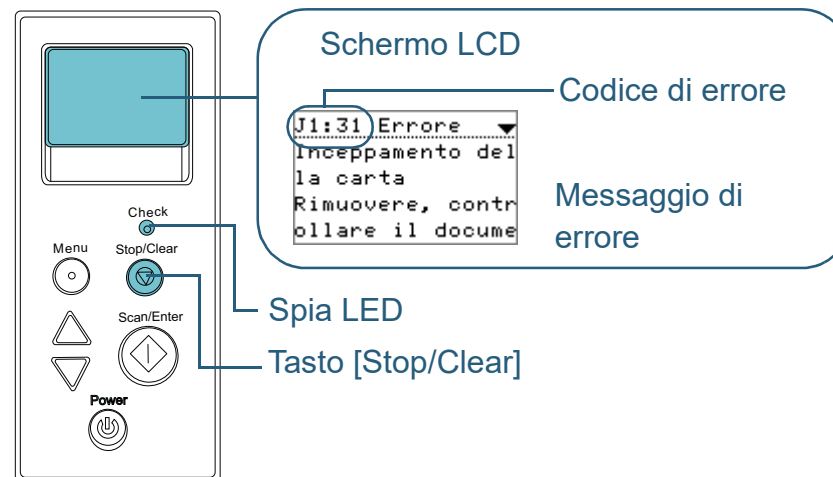 Schermo LCD
Codice di errore
J1:31 Errore
Inceppamento del
la carta
Rimuovere, contr
ollare il docume
Messaggio di
errore
Check
Menu
Stop/Clear
Scan/Enter
Power
Spia LED
Tasto [Stop/Clear]